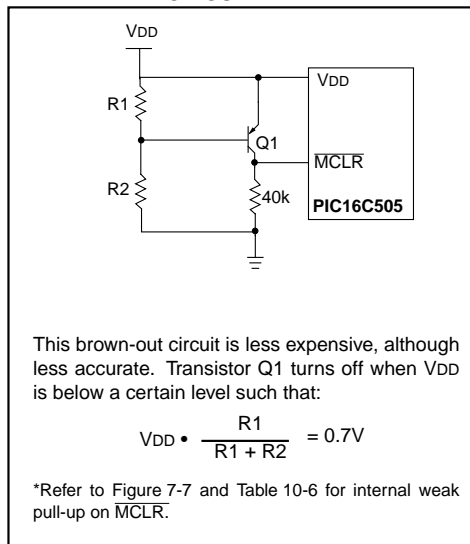 VDD
VDD
R1
Q1
MCLR
R2
40k
PIC16C505
This brown-out circuit is less expensive, although
less accurate. Transistor Q1 turns off when VDD
is below a certain level such that:
VDD • R1 / R1 + R2 = 0.7V
*Refer to Figure 7-7 and Table 10-6 for internal weak
pull-up on MCLR.